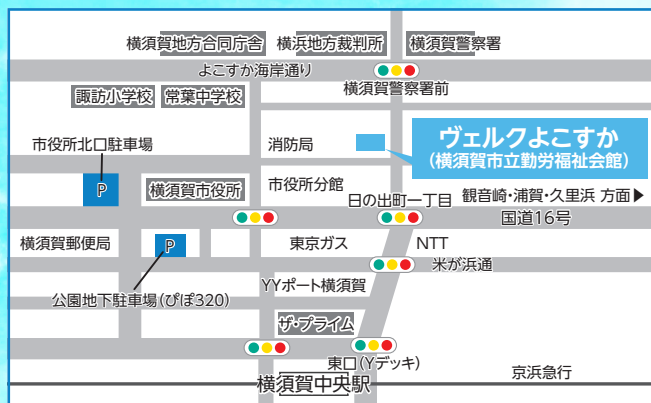 横須賀地方合同庁舎
横浜地方裁判所
横須賀警察署
よこすか海岸通り
横須賀警察署前
諏訪小学校
常葉中学校
市役所北口駐車場
消防局
ヴェルクよこすか
(横須賀市立勤労福祉会館)
P
横須賀市役所
市役所分館
日の出町一丁目
観音崎・浦賀・久里浜 方面▶
国道16号
横須賀郵便局
P
東京ガス
NTT
米が浜通
YYポート横須賀
公園地下駐車場(ぴぽ320)
ザ・プライム
東口(Yデッキ)
京浜急行
横須賀中央駅